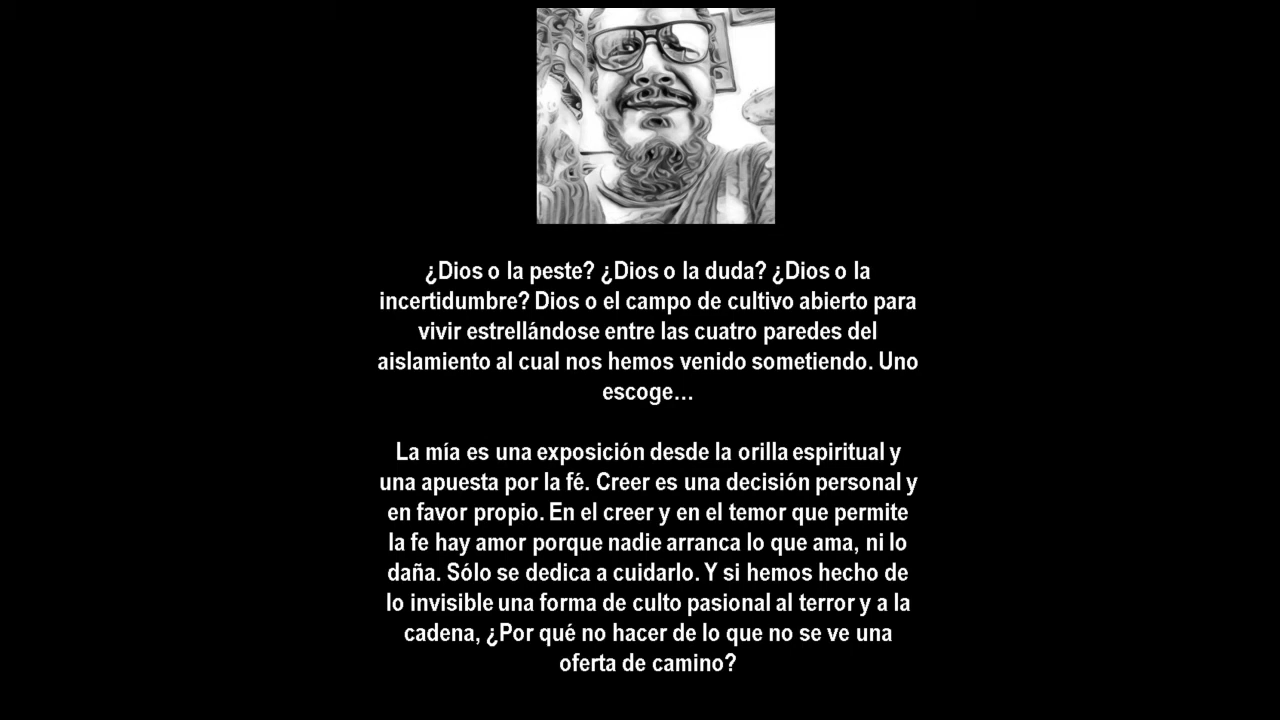 ¿Dios o la peste? ¿Dios o la duda? ¿Dios o la
incertidumbre? Dios o el campo de cultivo abierto para
vivir estrellándose entre las cuatro paredes del
aislamiento al cual nos hemos venido sometiendo. Uno
escoge...
La mía es una exposición desde la orilla espiritual y
una apuesta por la fé. Creer es una decisión personal y
en favor propio. En el creer y en el temor que permite
la fe hay amor porque nadie arranca lo que ama, ni lo
daña. Sólo se dedica a cuidarlo. Y si hemos hecho de
lo invisible una forma de culto pasional al terror y a la
cadena, ¿Por qué no hacer de lo que no se ve una
oferta de camino?